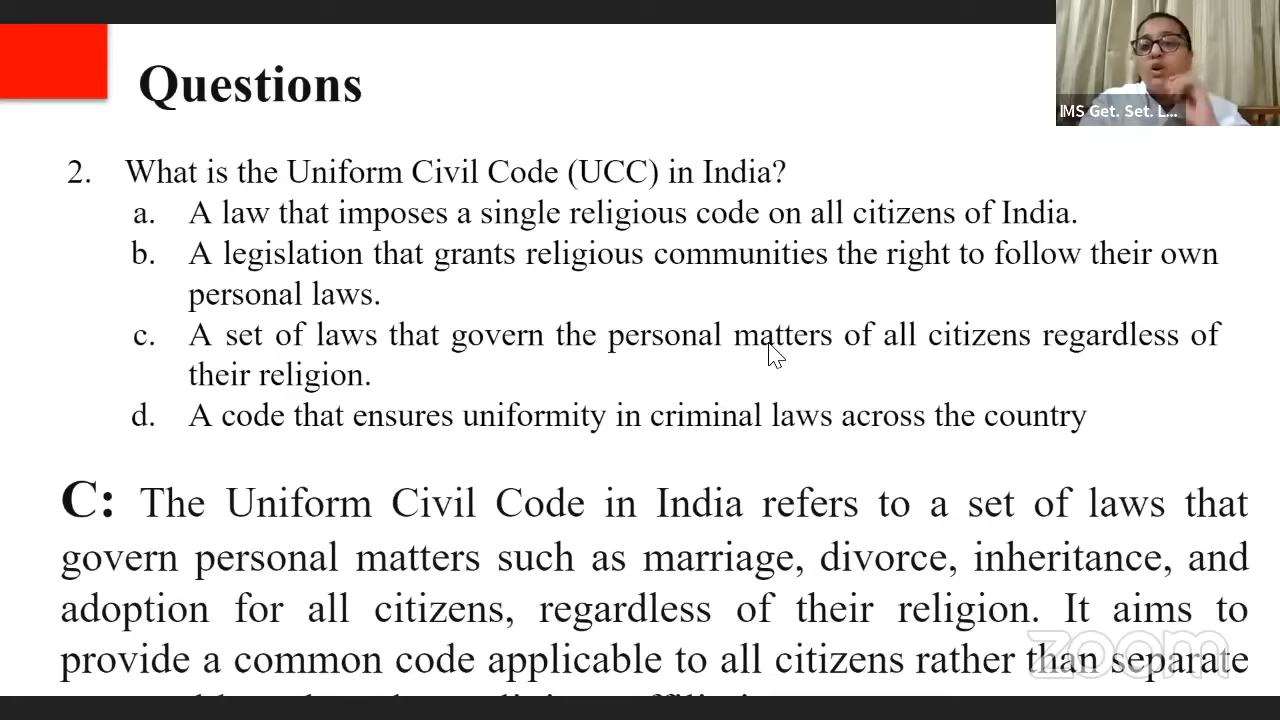 Questions
IMS Get. Set. L...
2. What is the Uniform Civil Code (UCC) in India?
a. A law that imposes a single religious code on all citizens of India.
b. A legislation that grants religious communities the right to follow their own
personal laws.
c. A set of laws that govern the personal matters of all citizens regardless of
their religion.
d. A code that ensures uniformity in criminal laws across the country
C: The Uniform Civil Code in India refers to a set of laws that
govern personal matters such as marriage, divorce, inheritance, and
adoption for all citizens, regardless of their religion. It aims to
provide a common code applicable to all citizens rather than separate
zoom